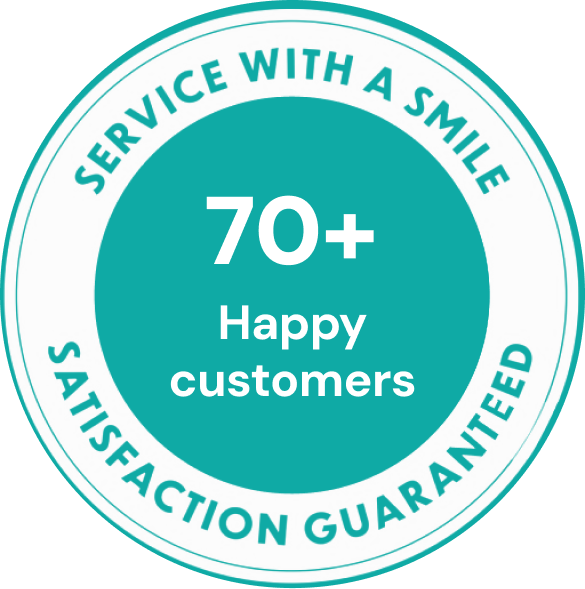 SERVICE WITH A SMILE
70+
Happy
customers
SATISFACTION GUARANTEED